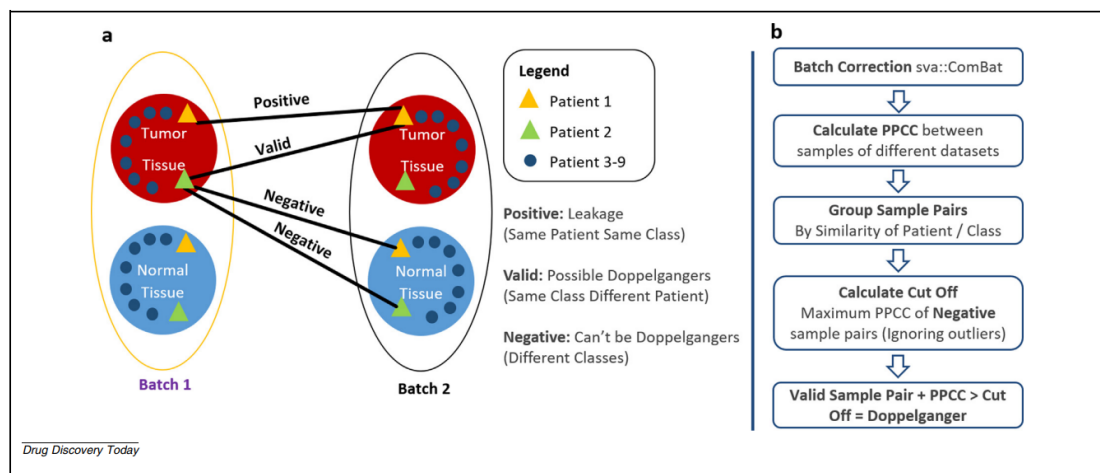 a
Positive
Valid
Negative
Negative
Tumor
Tissue
Normal
Tissue
Batch 1
Tumor
Tissue
Normal
Tissue
Batch 2
Legend
Patient 1
Patient 2
Patient 3-9
Positive: Leakage
(Same Patient Same Class)
Valid: Possible Doppelgangers
(Same Class Different Patient)
Negative: Can't be Doppelgangers
(Different Classes)
b
Batch Correction sva::ComBat
Calculate PPCC between
samples of different datasets
Group Sample Pairs
By Similarity of Patient / Class
Calculate Cut Off
Maximum PPCC of Negative
sample pairs (Ignoring outliers)
Valid Sample Pair + PPCC > Cut
Off = Doppelganger
Drug Discovery Today